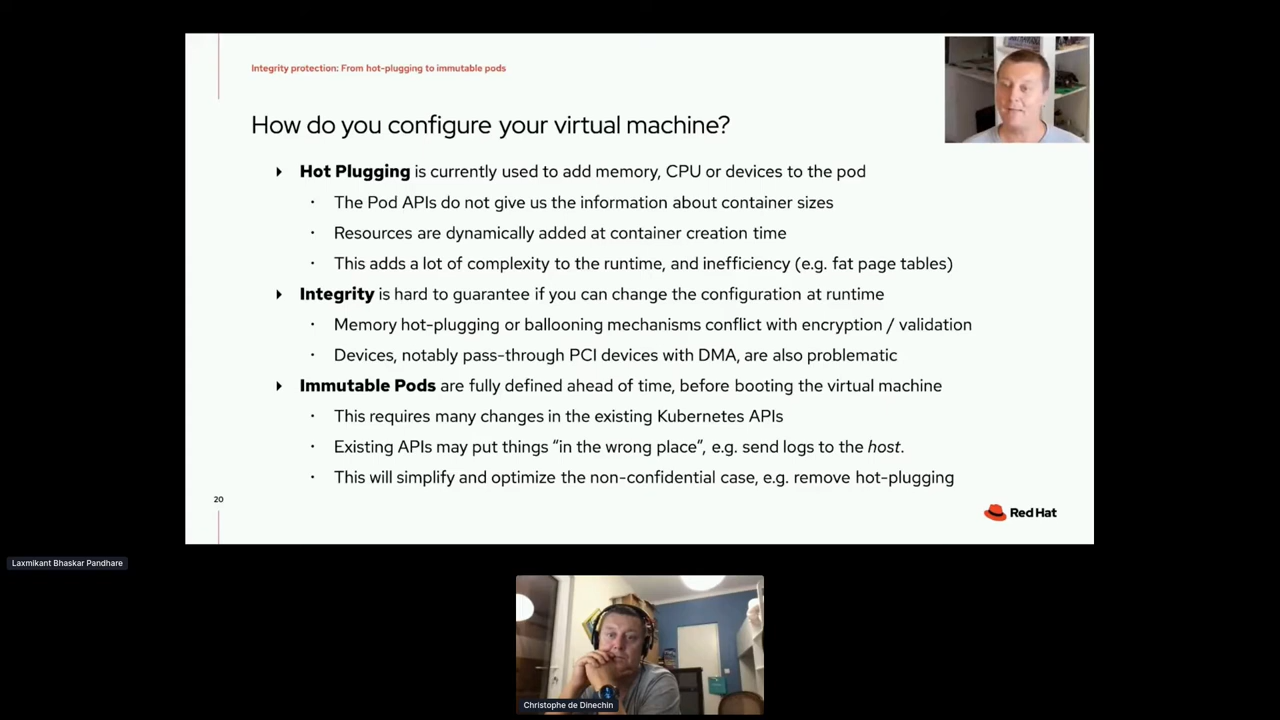 Integrity protection: From hot-plugging to immutable pods
How do you configure your virtual machine?
Hot Plugging is currently used to add memory, CPU or devices to the pod
The Pod APIs do not give us the information about container sizes
Resources are dynamically added at container creation time
This adds a lot of complexity to the runtime, and inefficiency (e.g. fat page tables)
Integrity is hard to guarantee if you can change the configuration at runtime
Memory hot-plugging or ballooning mechanisms conflict with encryption / validation
Devices, notably pass-through PCI devices with DMA, are also problematic
Immutable Pods are fully defined ahead of time, before booting the virtual machine
This requires many changes in the existing Kubernetes APIs
Existing APIs may put things “in the wrong place”, e.g. send logs to the host.
This will simplify and optimize the non-confidential case, e.g. remove hot-plugging
20
Red Hat
Laxmikant Bhaskar Pandhare
Christophe de Dinechin